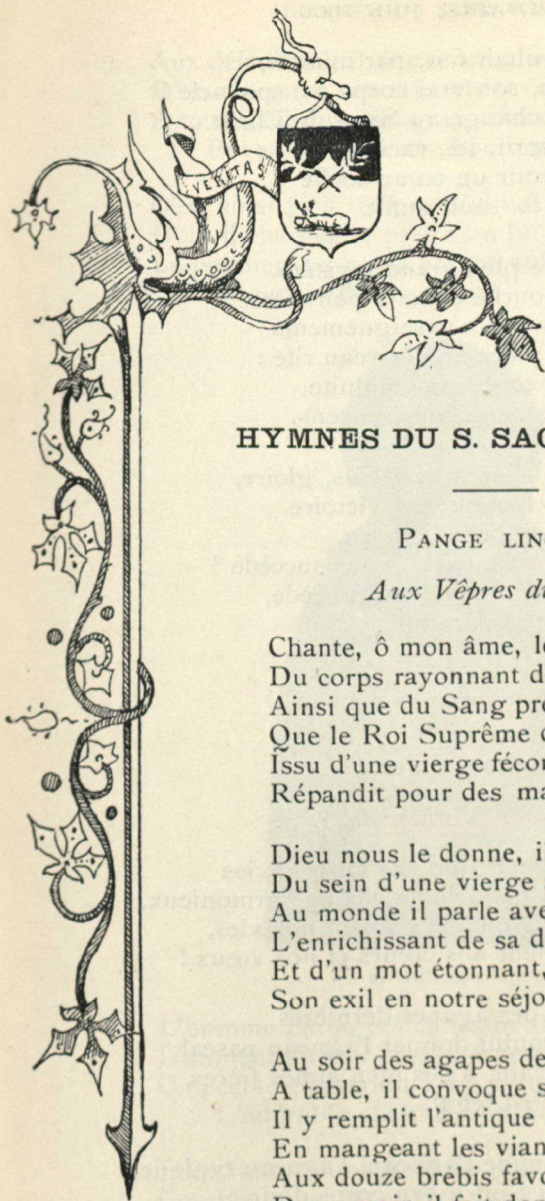 VERITAS
HYMNES DU S. SAC
PANGE LIN
Aux Vêpres d
Chante, ô mon âme, l
Du corps rayonnant d
Ainsi que du Sang pr
Que le Roi Suprême
Issu d'une vierge féco
Répandit pour des ma
Dieu nous le donne, i
Du sein d'une vierge
Au monde il parle ave
L'enrichissant de sa d
Et d'un mot étonnant,
Son exil en notre séjo
Au soir des agapes de
A table, il convoque s
Il y remplit l'antique
En mangeant les vian
Aux douze brebis favo